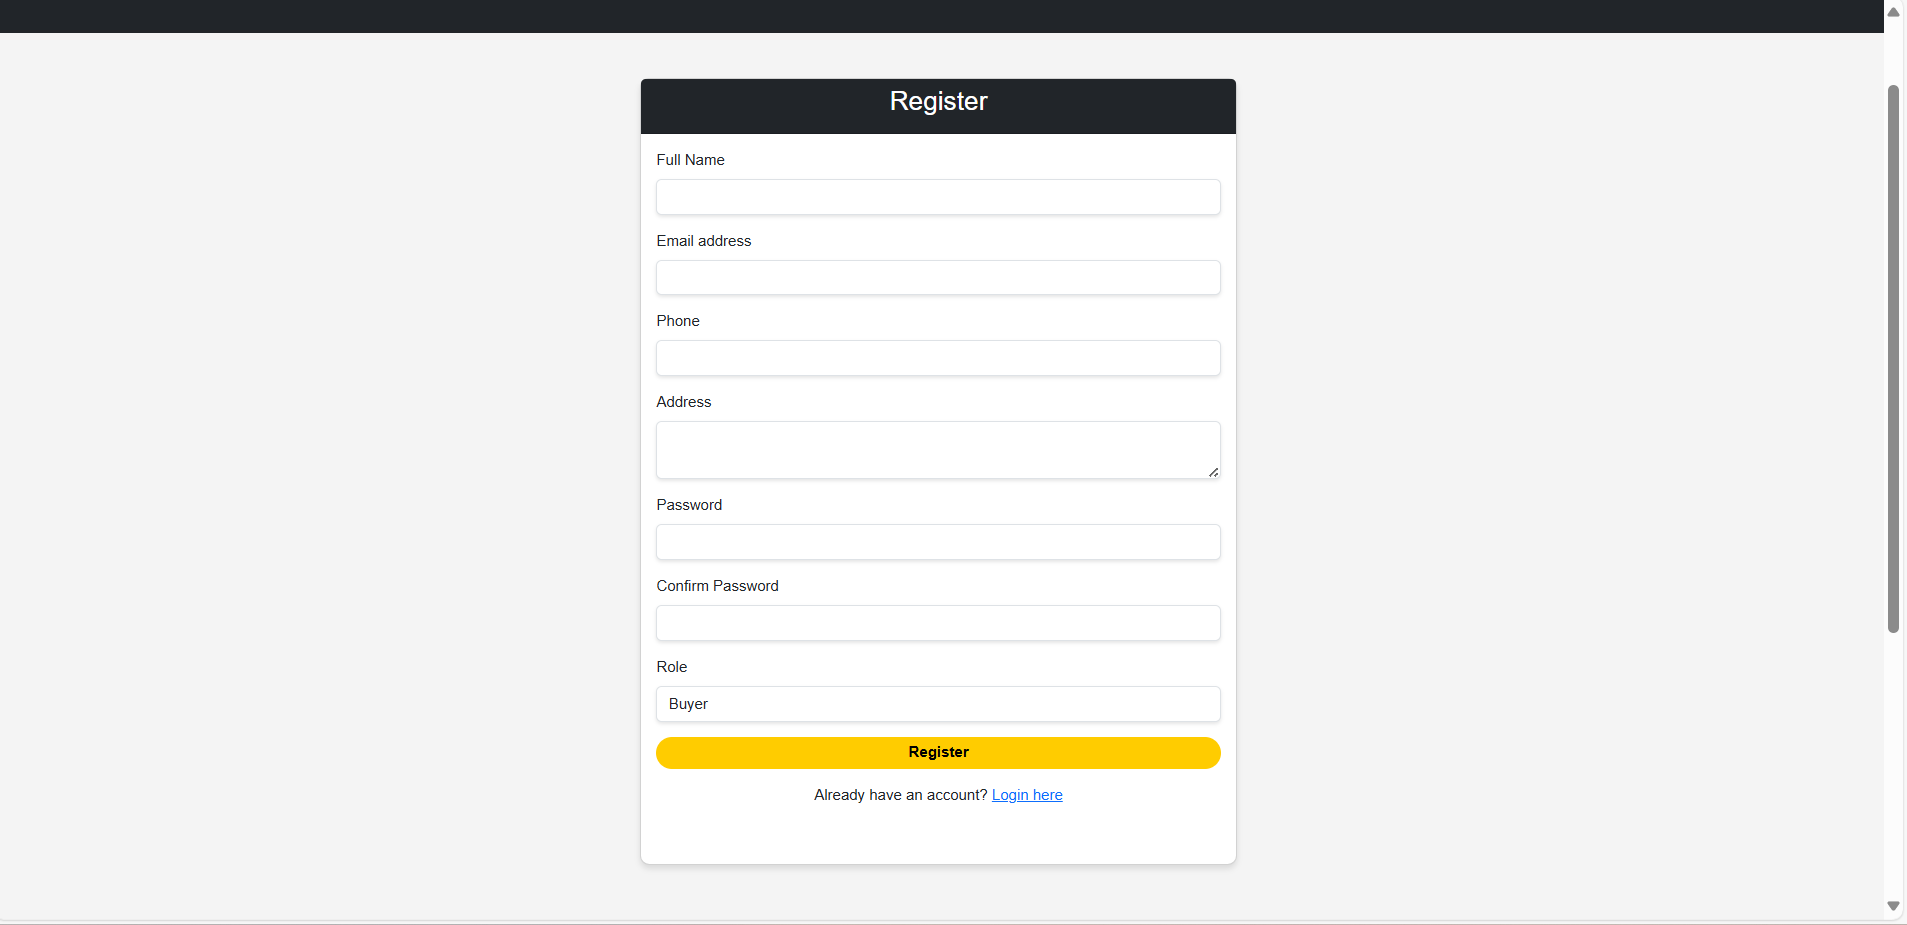 Register
Full Name
Email address
Phone
Address
Password
Confirm Password
Role
Buyer
Register
Already have an account? Login here